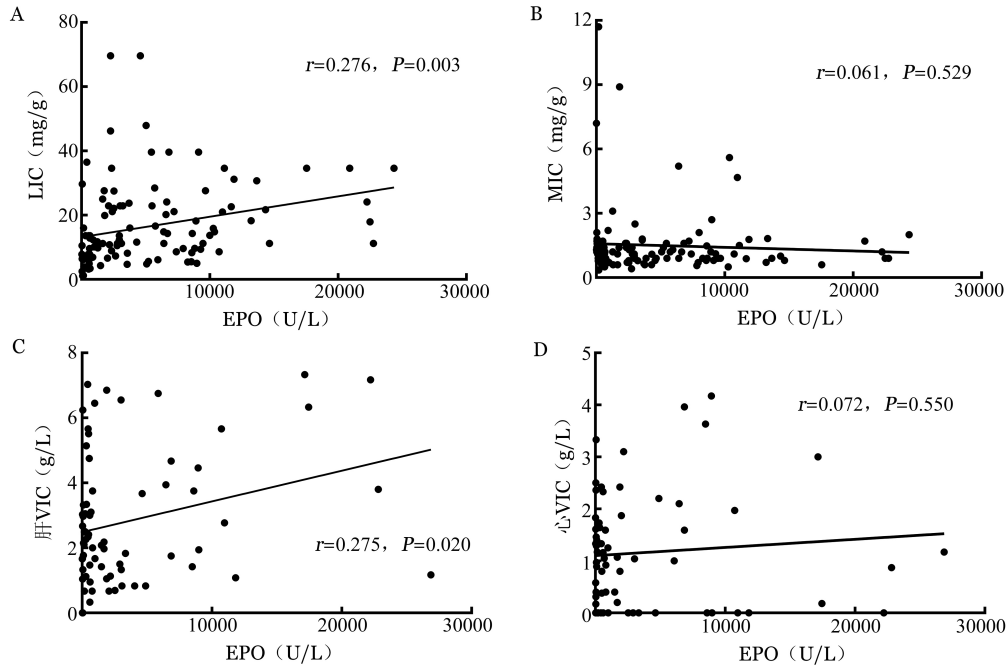 A
80
60
40
20
0
LIC（mg/g）
r=0.276，P=0.003
10000
20000
30000
EPO（U/L）
B
12
9
6
3
0
MIC（mg/g）
r=0.061，P=0.529
10000
20000
30000
EPO（U/L）
C
8
6
4
2
0
肝VIC（g/L）
r=0.275，P=0.020
10000
20000
30000
EPO（U/L）
D
5
4
3
2
1
0
心VIC（g/L）
r=0.072，P=0.550
10000
20000
30000
EPO（U/L）